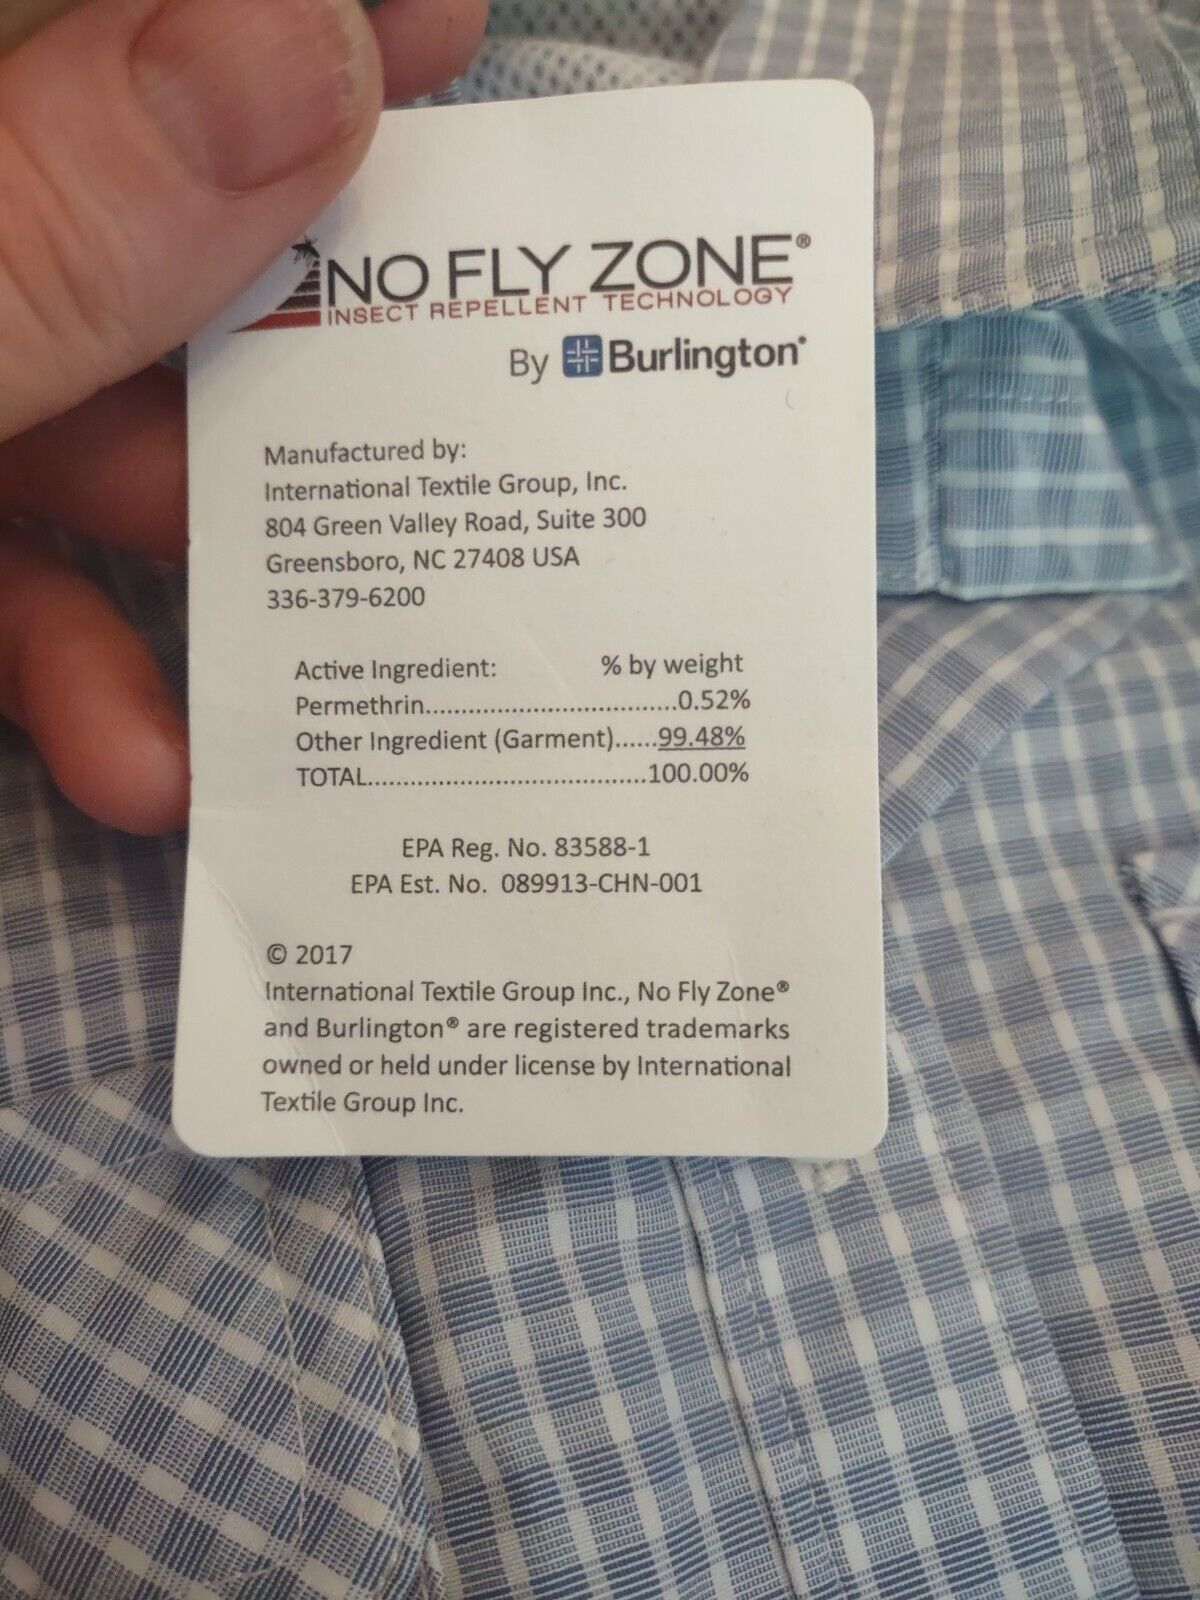 NO FLY ZONE®
INSECT REPELLENT TECHNOLOGY
By Burlington®
Manufactured by:
International Textile Group, Inc.
804 Green Valley Road, Suite 300
Greensboro, NC 27408 USA
336-379-6200
Active Ingredient: % by weight
Permethrin..................................0.52%
Other Ingredient (Garment)......99.48%
TOTAL.....................................100.00%
EPA Reg. No. 83588-1
EPA Est. No. 089913-CHN-001
© 2017
International Textile Group Inc., No Fly Zone®
and Burlington® are registered trademarks
owned or held under license by International
Textile Group Inc.